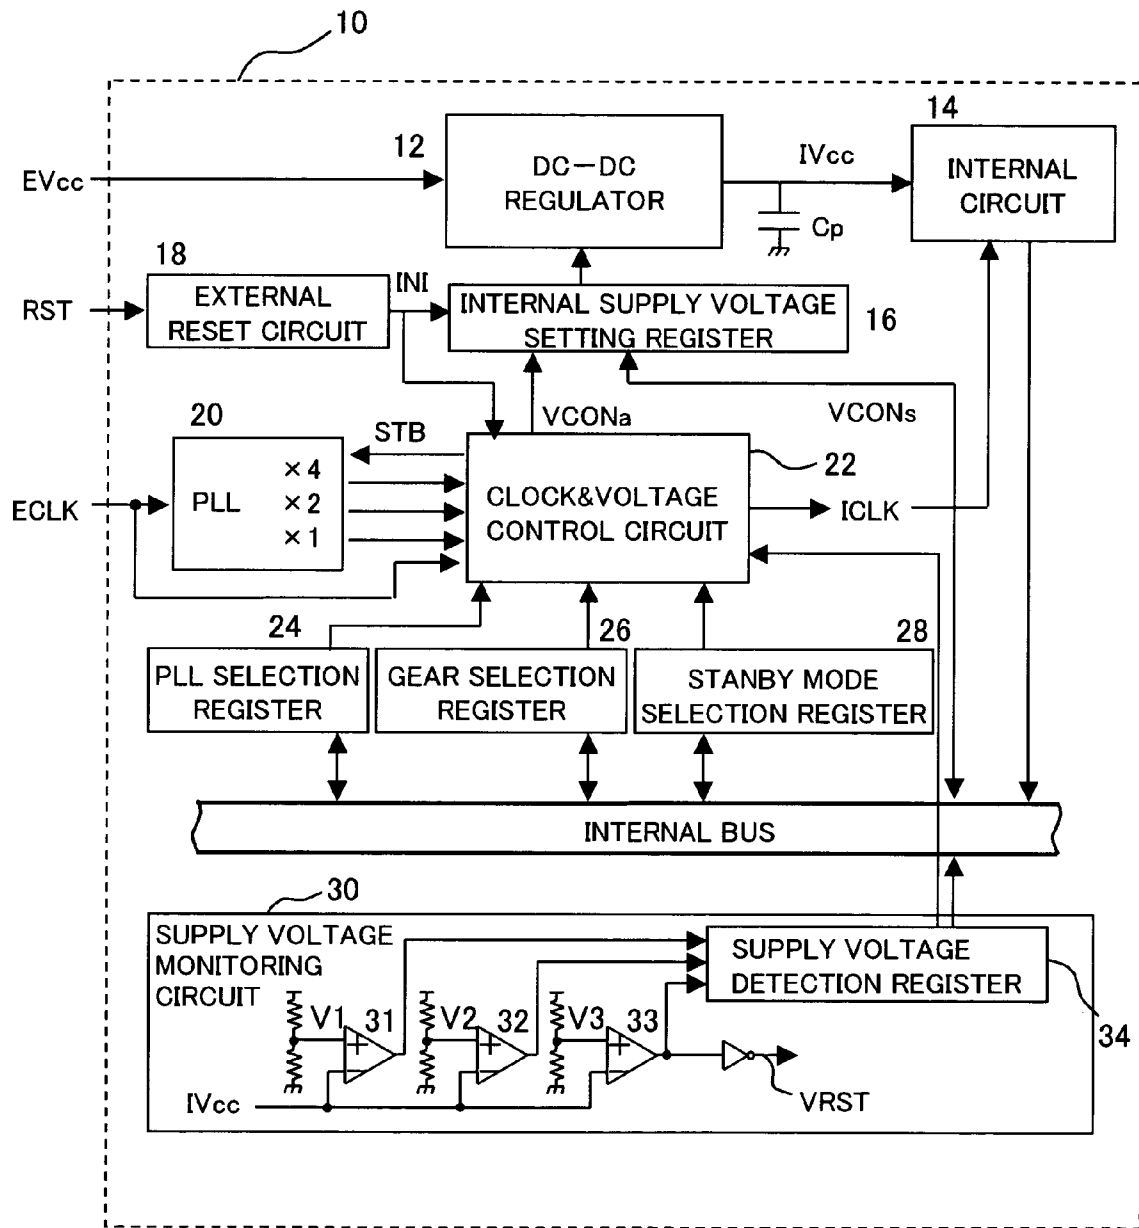 10
EVcc
12
DC-DC
REGULATOR
IVcc
Cp
14
INTERNAL
CIRCUIT
RST
18
EXTERNAL
RESET CIRCUIT
INI
INTERNAL SUPPLY VOLTAGE
SETTING REGISTER
16
VCONa
VCONs
ECLK
20
PLL
×4
×2
×1
STB
CLOCK&VOLTAGE
CONTROL CIRCUIT
22
ICLK
24
PLL SELECTION
REGISTER
26
GEAR SELECTION
REGISTER
28
STANBY MODE
SELECTION REGISTER
INTERNAL BUS
30
SUPPLY VOLTAGE
MONITORING
CIRCUIT
SUPPLY VOLTAGE
DETECTION REGISTER
34
V1
31
V2
32
V3
33
+
−
+
−
+
−
IVcc
VRST